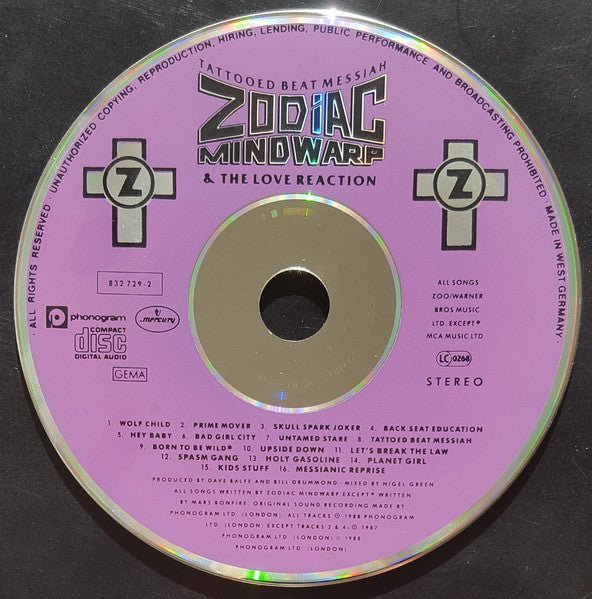 · ALL RIGHTS RESERVED · UNAUTHORIZED COPYING, REPRODUCTION, HIRING, LENDING, PUBLIC PERFORMANCE AND BROADCASTING PROHIBITED · MADE IN WEST GERMANY ·
TATTOOED BEAT MESSIAH
ZODiAC
MINDWARP
& THE LOVE REACTION
Z
Z
832 729-2
p phonogram
mercury
COMPACT
disc
DIGITAL AUDIO
GEMA
ALL SONGS
ZOO/WARNER
BROS MUSIC
LTD EXCEPT*
MCA MUSIC LTD.
LC 0268
STEREO
1. WOLF CHILD 2. PRIME MOVER 3. SKULL SPARK JOKER 4. BACK SEAT EDUCATION
5. HEY BABY 6. BAD GIRL CITY 7. UNTAMED STARE 8. TATTOOED BEAT MESSIAH
9. BORN TO BE WILD* 10. UPSIDE DOWN 11. LET'S BREAK THE LAW
12. SPASM GANG 13. HOLY GASOLINE 14. PLANET GIRL
15. KIDS STUFF 16. MESSIANIC REPRISE
PRODUCED BY DAVE BALFE AND BILL DRUMMOND. MIXED BY NIGEL GREEN
ALL SONGS WRITTEN BY ZODIAC MINDWARP EXCEPT* WRITTEN
BY MARS BONFIRE. ORIGINAL SOUND RECORDING MADE BY
PHONOGRAM LTD. (LONDON). ALL TRACKS ℗ 1988 PHONOGRAM
LTD. (LONDON) EXCEPT TRACKS 2 & 4–℗ 1987
PHONOGRAM LTD. (LONDON) © 1988
PHONOGRAM LTD. (LONDON)